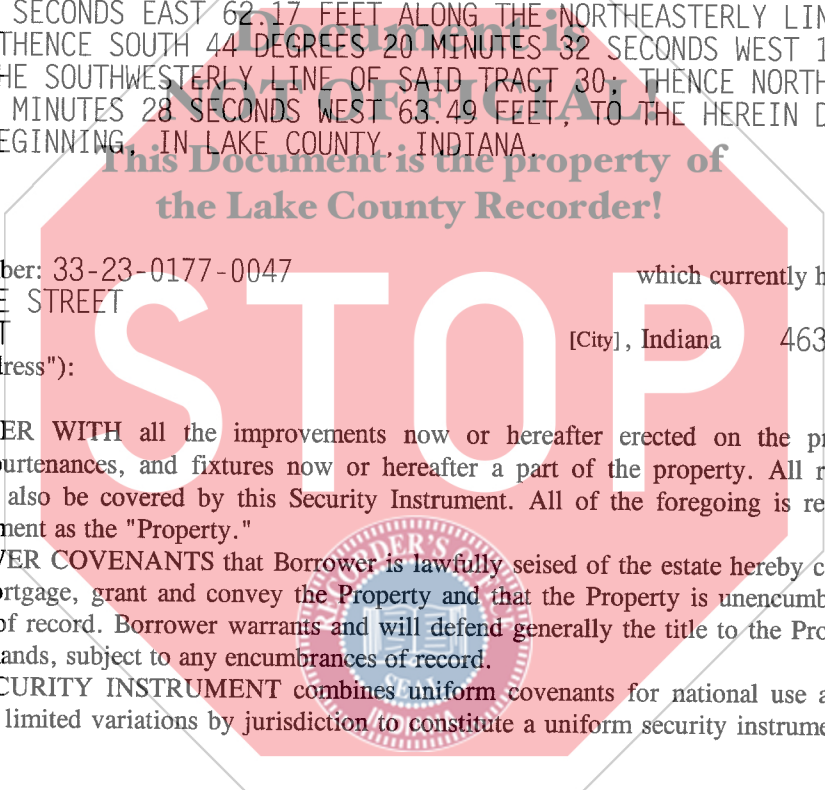 SECONDS EAST 62.17 FEET ALONG THE NORTHEASTERLY LIN
Document is
THENCE SOUTH 44 DEGREES 20 MINUTES 32 SECONDS WEST 1
HE SOUTHWESTERLY LINE OF SAID TRACT 30; THENCE NORTH
NOT OFFICIAL!
MINUTES 28 SECONDS WEST 63.49 FEET, TO THE HEREIN D
EGINNING, IN LAKE COUNTY, INDIANA.
This Document is the property of
the Lake County Recorder!
ber: 33-23-0177-0047 which currently h
E STREET
T [City], Indiana 463
ress"):
STOP
ER WITH all the improvements now or hereafter erected on the pr
urtenances, and fixtures now or hereafter a part of the property. All r
also be covered by this Security Instrument. All of the foregoing is re
ment as the "Property."
VER COVENANTS that Borrower is lawfully seised of the estate hereby c
ortgage, grant and convey the Property and that the Property is unencumb
of record. Borrower warrants and will defend generally the title to the Pro
ands, subject to any encumbrances of record.
CURITY INSTRUMENT combines uniform covenants for national use a
limited variations by jurisdiction to constitute a uniform security instrume
RECORDER'S OFFICE
SEAL